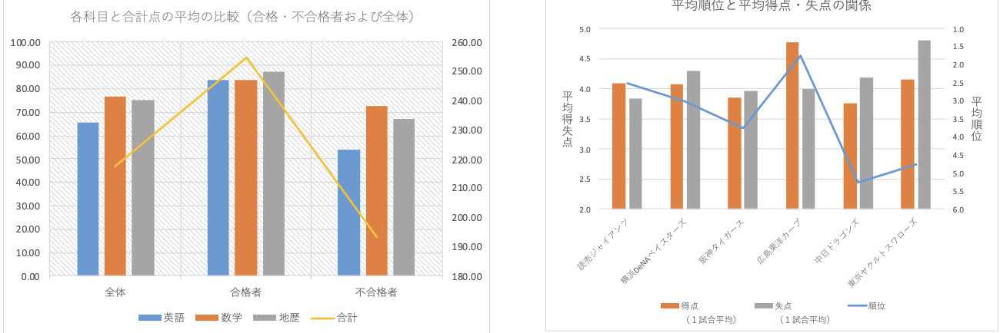 各科目と合計点の平均の比較（合格・不合格者および全体）
100.00
90.00
80.00
70.00
60.00
50.00
40.00
30.00
20.00
10.00
0.00
260.00
250.00
240.00
230.00
220.00
210.00
200.00
190.00
180.00
全体
合格者
不合格者
英語
数学
地歴
合計
平均順位と平均得点・失点の関係
平均得失点
5.0
4.5
4.0
3.5
3.0
2.5
2.0
1.0
1.5
2.0
2.5
3.0
3.5
4.0
4.5
5.0
5.5
6.0
平均順位
読売ジャイアンツ
横浜DeNAベイスターズ
阪神タイガース
広島東洋カープ
中日ドラゴンズ
東京ヤクルトスワローズ
得点
（１試合平均）
失点
（１試合平均）
順位